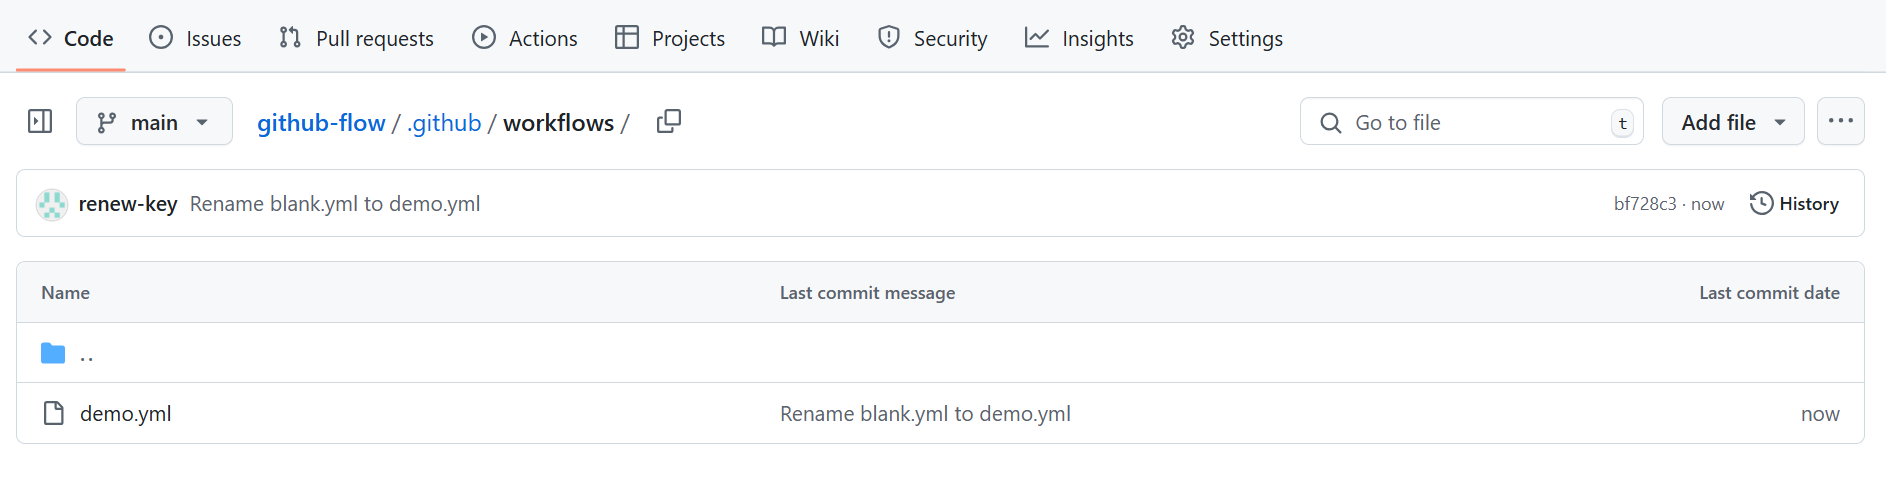 Code Issues Pull requests Actions Projects Wiki Security Insights Settings
main github-flow / .github / workflows / Go to file t Add file ...
renew-key Rename blank.yml to demo.yml bf728c3 · now History
Name Last commit message Last commit date
..
demo.yml Rename blank.yml to demo.yml now